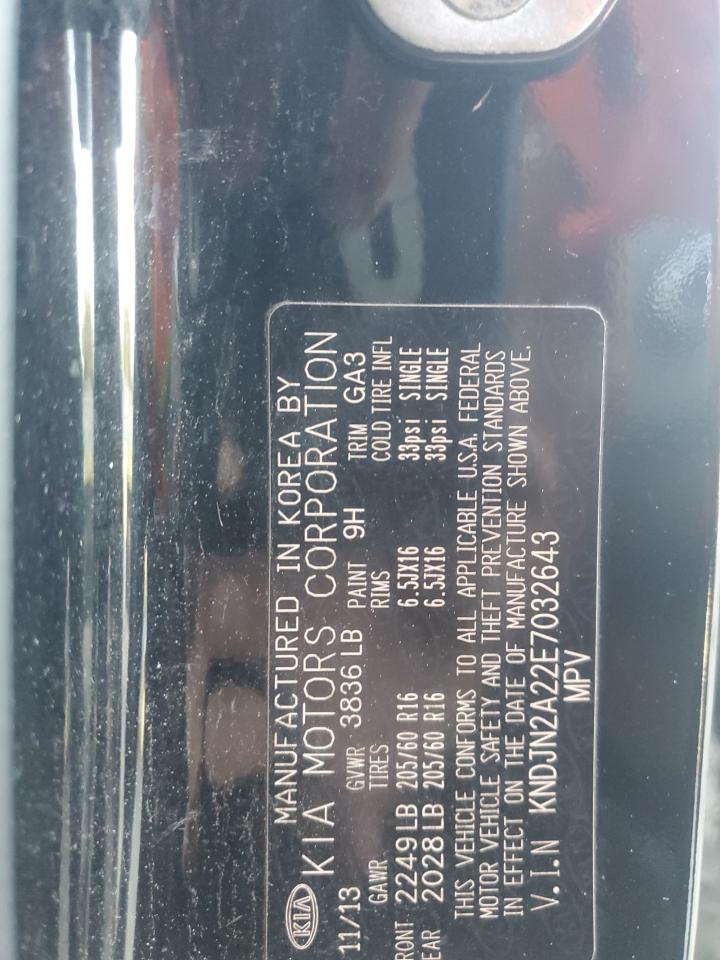 MANUFACTURED IN KOREA BY
KIA KIA MOTORS CORPORATION
11/13 GVWR 3836 LB PAINT 9H TRIM GA3
GAWR TIRES RIMS COLD TIRE INFL
RONT 2249 LB 205/60 R16 6.5JX16 33psi SINGLE
EAR 2028 LB 205/60 R16 6.5JX16 33psi SINGLE
THIS VEHICLE CONFORMS TO ALL APPLICABLE U.S.A. FEDERAL
MOTOR VEHICLE SAFETY AND THEFT PREVENTION STANDARDS
IN EFFECT ON THE DATE OF MANUFACTURE SHOWN ABOVE.
V.I.N KNDJN2A22E7032643
MPV